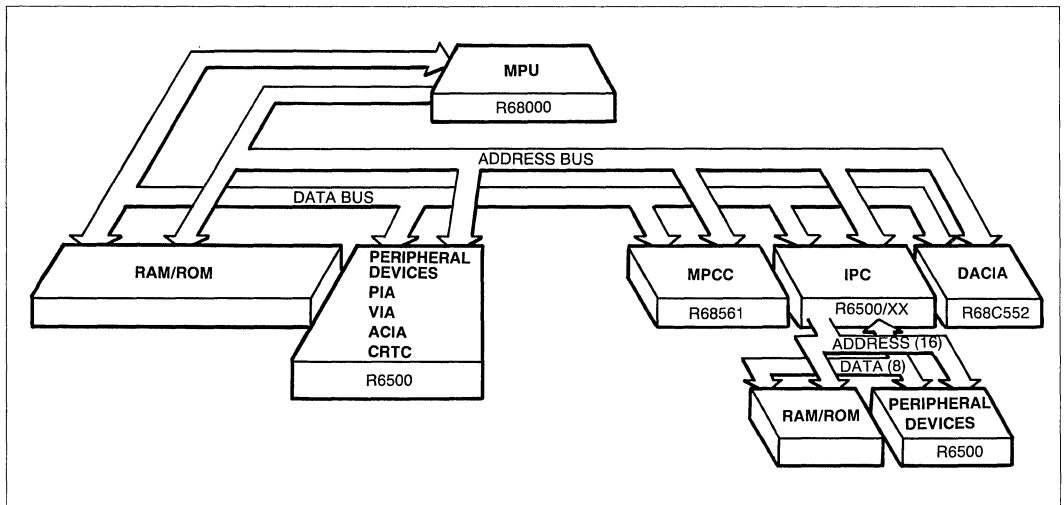 MPU
R68000
ADDRESS BUS
DATA BUS
RAM/ROM
PERIPHERAL
DEVICES
PIA
VIA
ACIA
CRTC
R6500
MPCC
R68561
IPC
R6500/XX
DACIA
R68C552
ADDRESS (16)
DATA (8)
RAM/ROM
PERIPHERAL
DEVICES
R6500